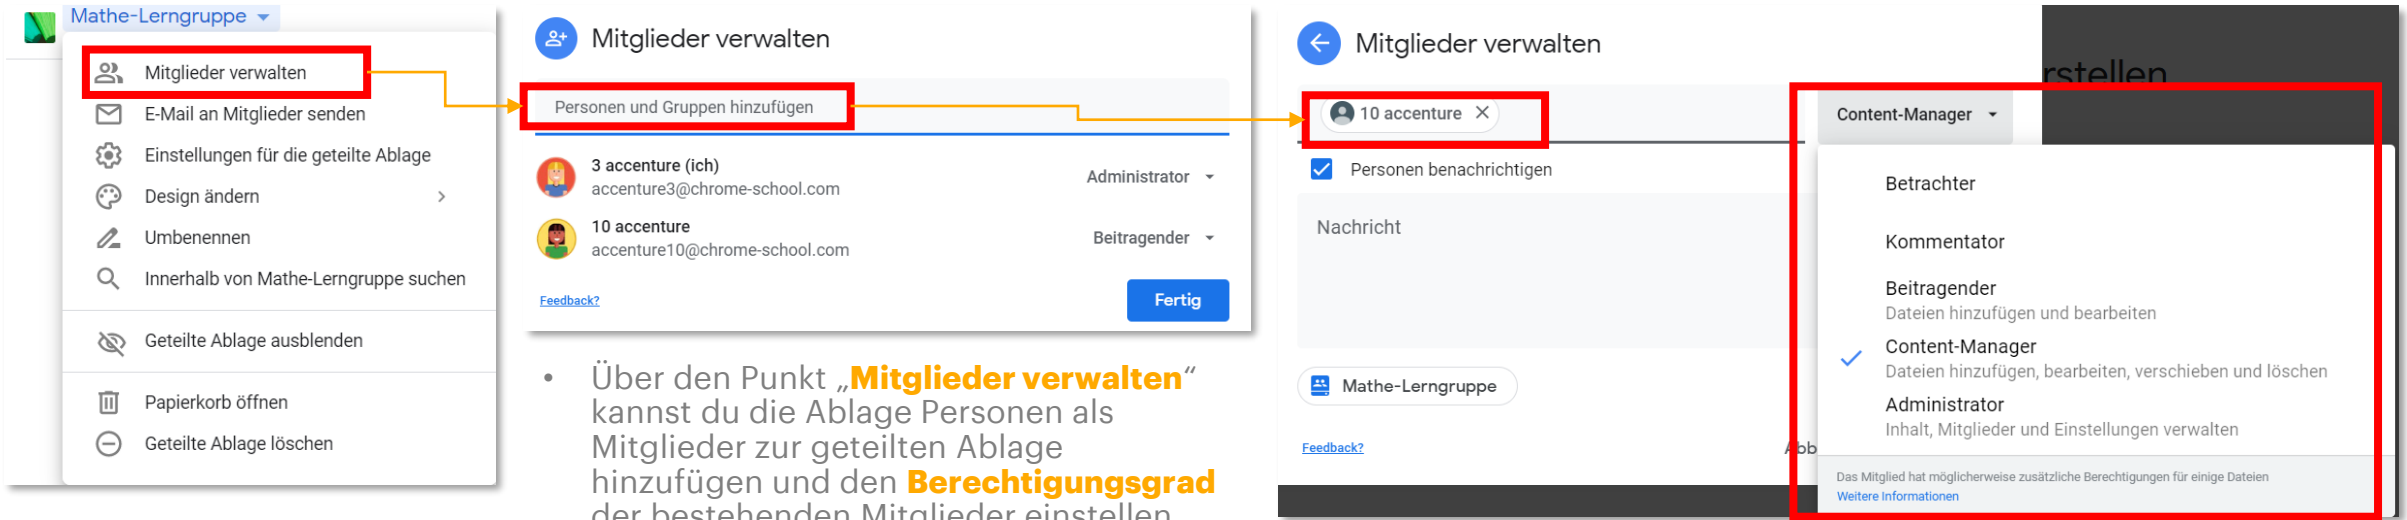 Mathe-Lerngruppe
Mitglieder verwalten
E-Mail an Mitglieder senden
Einstellungen für die geteilte Ablage
Design ändern
Umbenennen
Innerhalb von Mathe-Lerngruppe suchen
Geteilte Ablage ausblenden
Papierkorb öffnen
Geteilte Ablage löschen
Mitglieder verwalten
Personen und Gruppen hinzufügen
3 accenture (ich)
accenture3@chrome-school.com
Administrator
10 accenture
accenture10@chrome-school.com
Beitragender
Feedback?
Fertig
• Über den Punkt „Mitglieder verwalten“
kannst du die Ablage Personen als
Mitglieder zur geteilten Ablage
hinzufügen und den Berechtigungsgrad
der bestehenden Mitglieder einstellen
Mitglieder verwalten
10 accenture
Personen benachrichtigen
Nachricht
Mathe-Lerngruppe
Feedback?
Abb
rstellen
Content-Manager
Betrachter
Kommentator
Beitragender
Dateien hinzufügen und bearbeiten
Content-Manager
Dateien hinzufügen, bearbeiten, verschieben und löschen
Administrator
Inhalt, Mitglieder und Einstellungen verwalten
Das Mitglied hat möglicherweise zusätzliche Berechtigungen für einige Dateien
Weitere Informationen